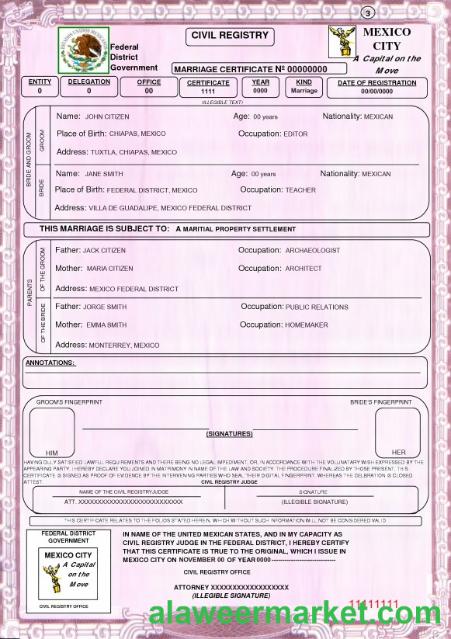 3
CIVIL REGISTRY
Federal
District
Government
MEXICO
CITY
A Capital on the
Move
MARRIAGE CERTIFICATE Nº 00000000
ENTITY
0
DELEGATION
0
OFFICE
00
CERTIFICATE
1111
YEAR
0000
KIND
Marriage
DATE OF REGISTRATION
00/00/0000
(ILLEGIBLE TEXT)
BRIDE AND GROOM
GROOM
Name: JOHN CITIZEN Age: 00 years Nationality: MEXICAN
Place of Birth: CHIAPAS, MEXICO Occupation: EDITOR
Address: TUXTLA, CHIAPAS, MEXICO
BRIDE
Name: JANE SMITH Age: 00 years Nationality: MEXICAN
Place of Birth: FEDERAL DISTRICT, MEXICO Occupation: TEACHER
Address: VILLA DE GUADALIPE, MEXICO FEDERAL DISTRICT
THIS MARRIAGE IS SUBJECT TO: A MARITIAL PROPERTY SETTLEMENT
PARENTS
OF THE GROOM
Father: JACK CITIZEN Occupation: ARCHAEOLOGIST
Mother: MARIA CITIZEN Occupation: ARCHITECT
Address: MEXICO FEDERAL DISTRICT
OF THE BRIDE
Father: JORGE SMITH Occupation: PUBLIC RELATIONS
Mother: EMMA SMITH Occupation: HOMEMAKER
Address: MONTERREY, MEXICO
ANNOTATIONS:
GROOM'S FINGERPRINT
BRIDE'S FINGERPRINT
(SIGNATURES)
HIM
HER
HAVING DULY SATISFIED LAWFUL REQUIREMENTS AND THERE BEING NO LEGAL IMPEDIMENT, OR, IN ACCORDANCE WITH THE VOLUNTARY WISH EXPRESSED BY THE
APPEARING PARTY, I HEREBY DECLARE YOU JOINED IN MATRIMONY IN NAME OF THE LAW AND SOCIETY. THE PROCEDURE FINALIZED BY THOSE PRESENT, THIS
CERTIFICATE IS SIGNED AS PROOF OF EVIDENCE BY THE INTERVENING PARTIES WHO SEAL THEIR DIGITAL FINGERPRINT, WHEREAS THE CELEBRATION IS CLOSED.
ATTEST.
CIVIL REGISTRY JUDGE
NAME OF THE CIVIL REGISTRY JUDGE
SIGNATURE
ATT. XXXXXXXXXXXXXXXXXXXXXXXXXX
(ILLEGIBLE SIGNATURE)
THIS CERTIFICATE RELATES TO THE FOLIOS STATED HEREIN, WHICH WITHOUT SUCH INFORMATION WILL NOT BE CONSIDERED VALID
FEDERAL DISTRICT
GOVERNMENT
MEXICO CITY
A Capital
on the
Move
CIVIL REGISTRY OFFICE
IN NAME OF THE UNITED MEXICAN STATES, AND IN MY CAPACITY AS
CIVIL REGISTRY JUDGE IN THE FEDERAL DISTRICT, I HEREBY CERTIFY
THAT THIS CERTIFICATE IS TRUE TO THE ORIGINAL, WHICH I ISSUE IN
MEXICO CITY ON NOVEMBER 00 OF YEAR 0000------------------------------
CIVIL REGISTRY OFFICE
ATTORNEY XXXXXXXXXXXXXXXXXX
(ILLEGIBLE SIGNATURE)
11111111
alaweermarket.com